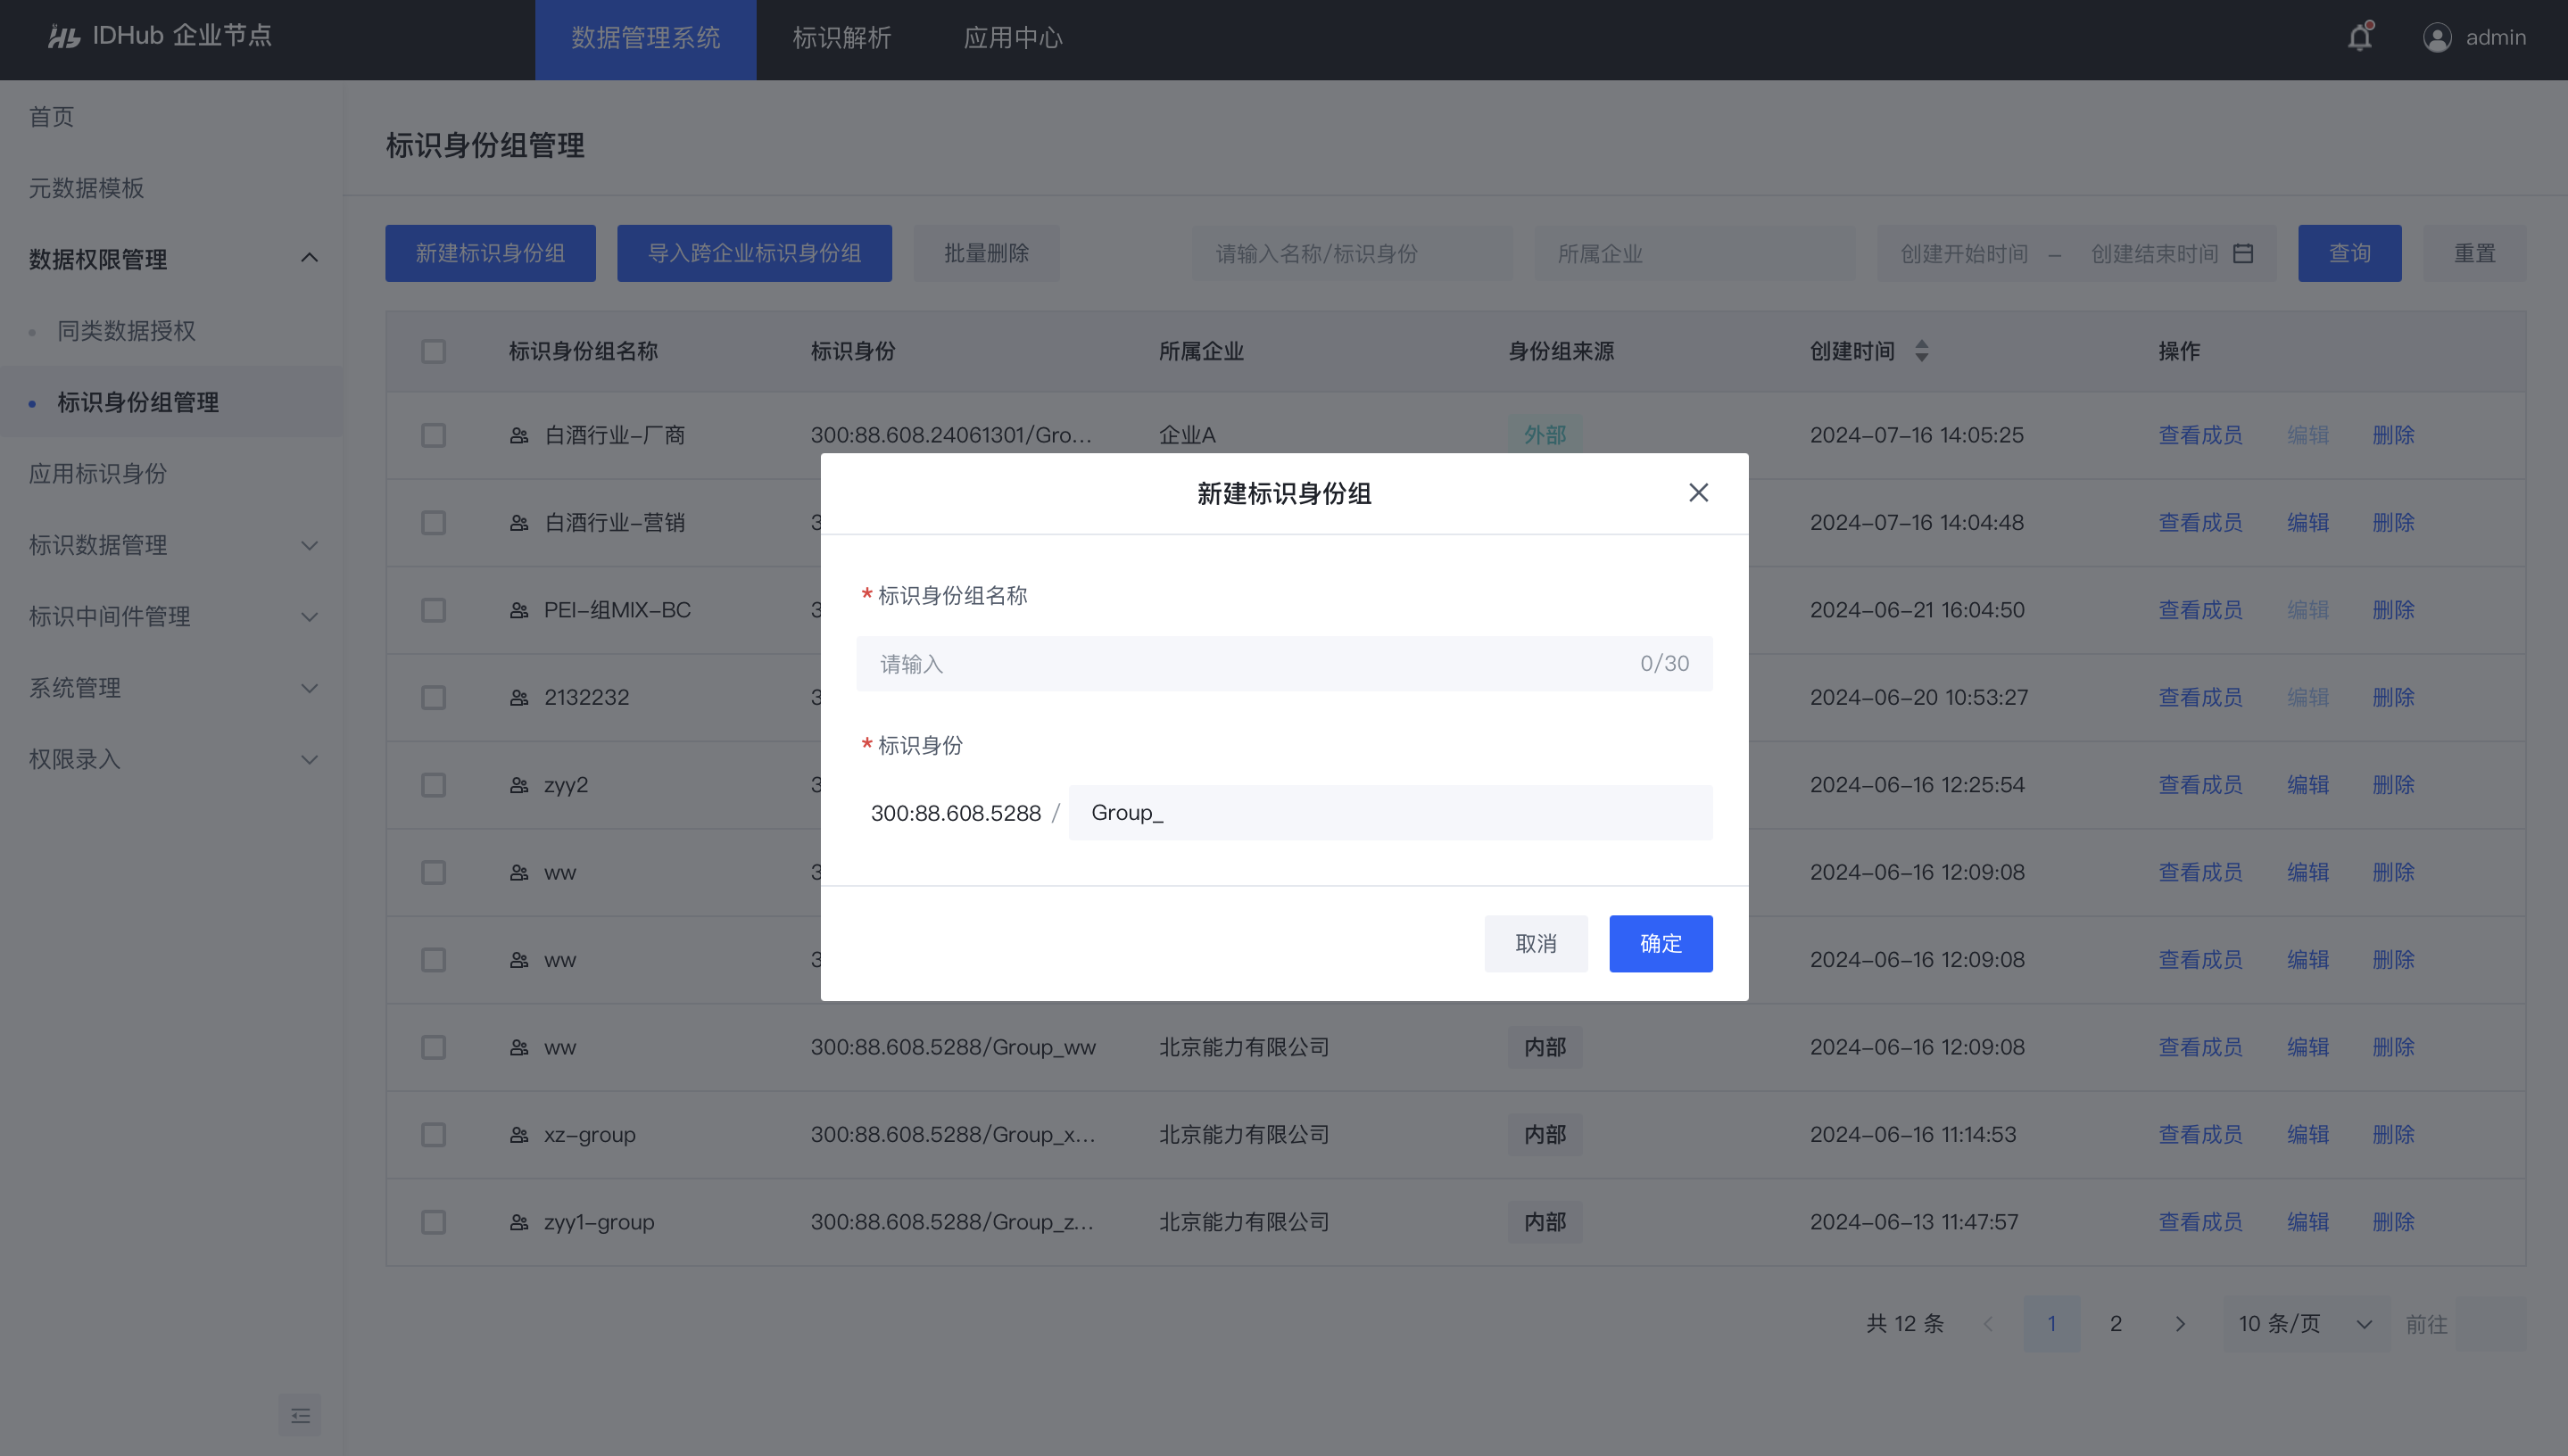 IDHub 企业节点
数据管理系统
标识解析
应用中心
admin
首页
元数据模板
数据权限管理
同类数据授权
标识身份组管理
应用标识身份
标识数据管理
标识中间件管理
系统管理
权限录入
标识身份组管理
新建标识身份组 导入跨企业标识身份组 批量删除 请输入名称/标识身份 所属企业 创建开始时间 – 创建结束时间 查询 重置
标识身份组名称 标识身份 所属企业 身份组来源 创建时间 操作
白酒行业-厂商 300:88.608.24061301/Gro... 企业A 外部 2024-07-16 14:05:25 查看成员 编辑 删除
白酒行业-营销 3 2024-07-16 14:04:48 查看成员 编辑 删除
PEI-组MIX-BC 3 2024-06-21 16:04:50 查看成员 编辑 删除
2132232 3 2024-06-20 10:53:27 查看成员 编辑 删除
zyy2 3 2024-06-16 12:25:54 查看成员 编辑 删除
ww 3 2024-06-16 12:09:08 查看成员 编辑 删除
ww 3 2024-06-16 12:09:08 查看成员 编辑 删除
ww 300:88.608.5288/Group_ww 北京能力有限公司 内部 2024-06-16 12:09:08 查看成员 编辑 删除
xz-group 300:88.608.5288/Group_x... 北京能力有限公司 内部 2024-06-16 11:14:53 查看成员 编辑 删除
zyy1-group 300:88.608.5288/Group_z... 北京能力有限公司 内部 2024-06-13 11:47:57 查看成员 编辑 删除
共 12 条 1 2 10 条/页 前往
新建标识身份组
* 标识身份组名称
请输入 0/30
* 标识身份
300:88.608.5288 / Group_
取消 确定